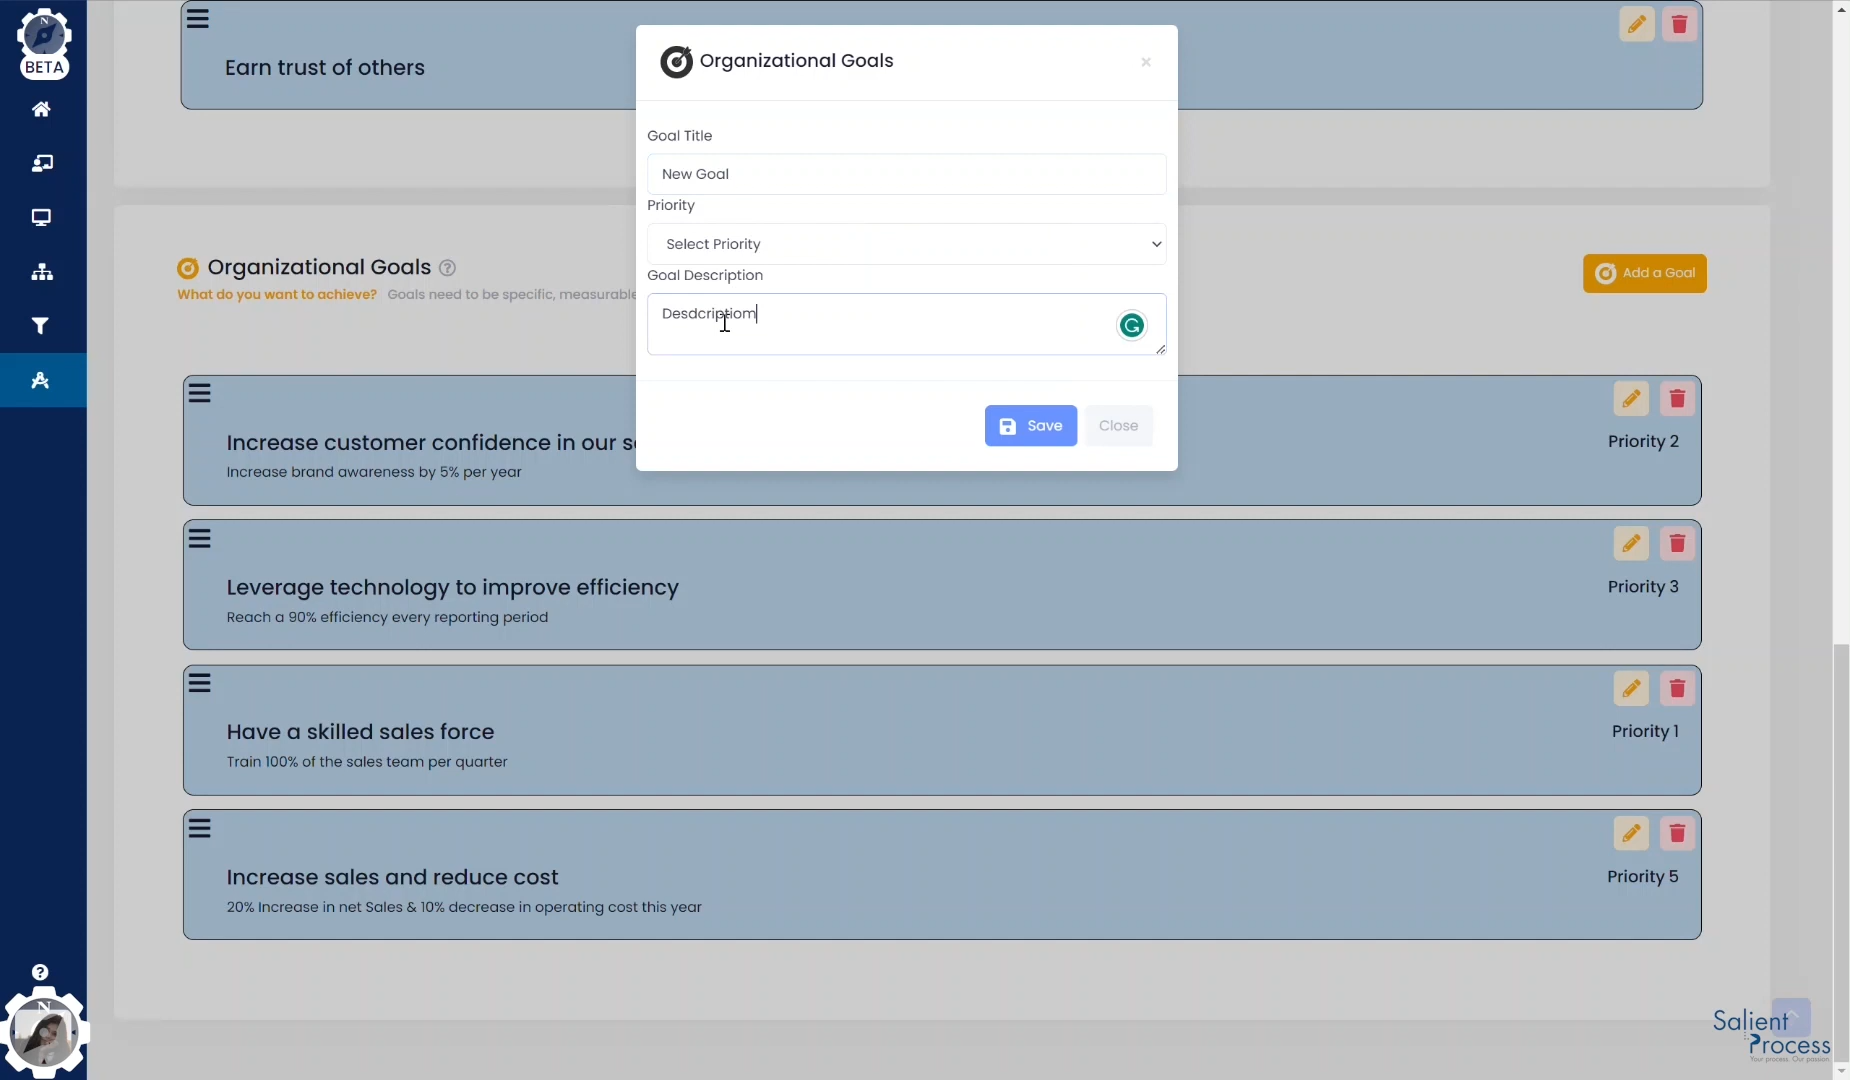 N
BETA
Earn trust of others
Organizational Goals
×
Goal Title
New Goal
Priority
Select Priority
Goal Description
Desdcriptiom
Save
Close
Organizational Goals
What do you want to achieve? Goals need to be specific, measurable
Add a Goal
Increase customer confidence in our s
Increase brand awareness by 5% per year
Priority 2
Leverage technology to improve efficiency
Reach a 90% efficiency every reporting period
Priority 3
Have a skilled sales force
Train 100% of the sales team per quarter
Priority 1
Increase sales and reduce cost
20% Increase in net Sales & 10% decrease in operating cost this year
Priority 5
N
Salient
Process
Your process. Our passion.